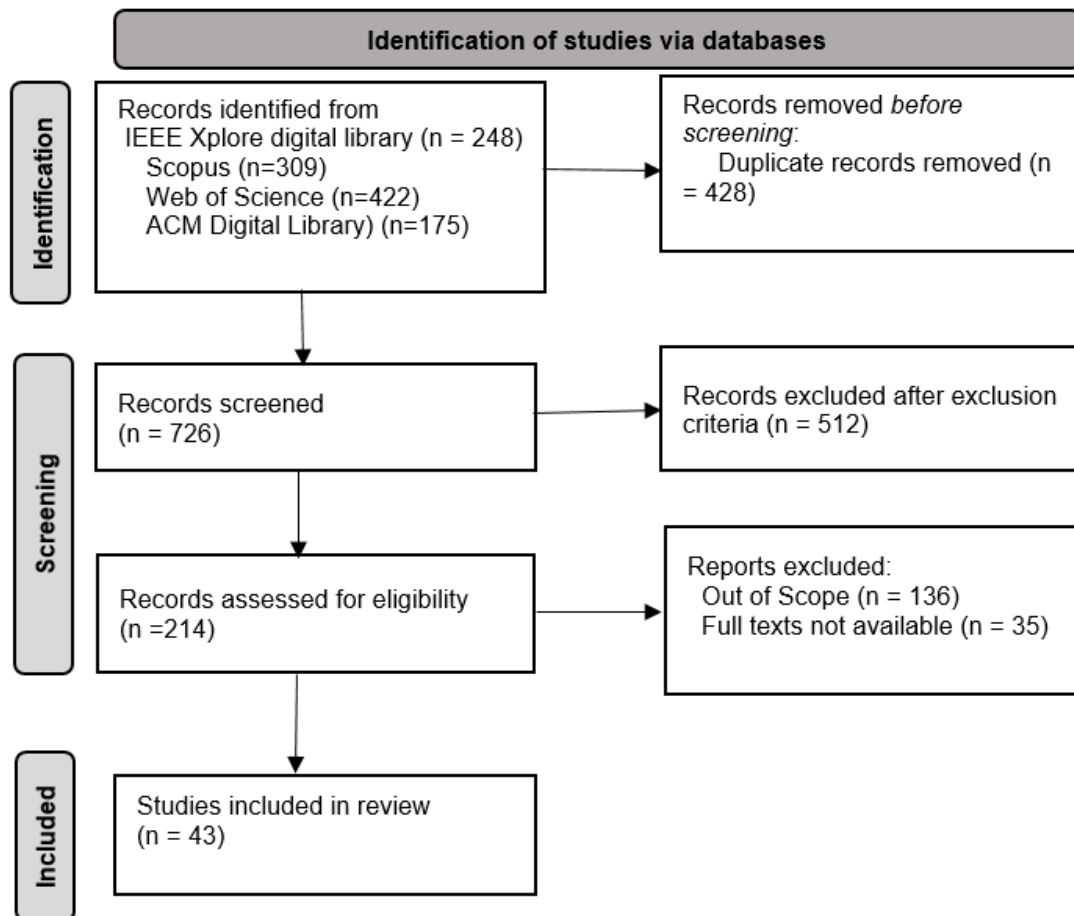 Identification of studies via databases
Identification
Records identified from
IEEE Xplore digital library (n = 248)
Scopus (n=309)
Web of Science (n=422)
ACM Digital Library) (n=175)
Records removed before
screening:
Duplicate records removed (n
= 428)
Screening
Records screened
(n = 726)
Records excluded after exclusion
criteria (n = 512)
Records assessed for eligibility
(n =214)
Reports excluded:
Out of Scope (n = 136)
Full texts not available (n = 35)
Included
Studies included in review
(n = 43)